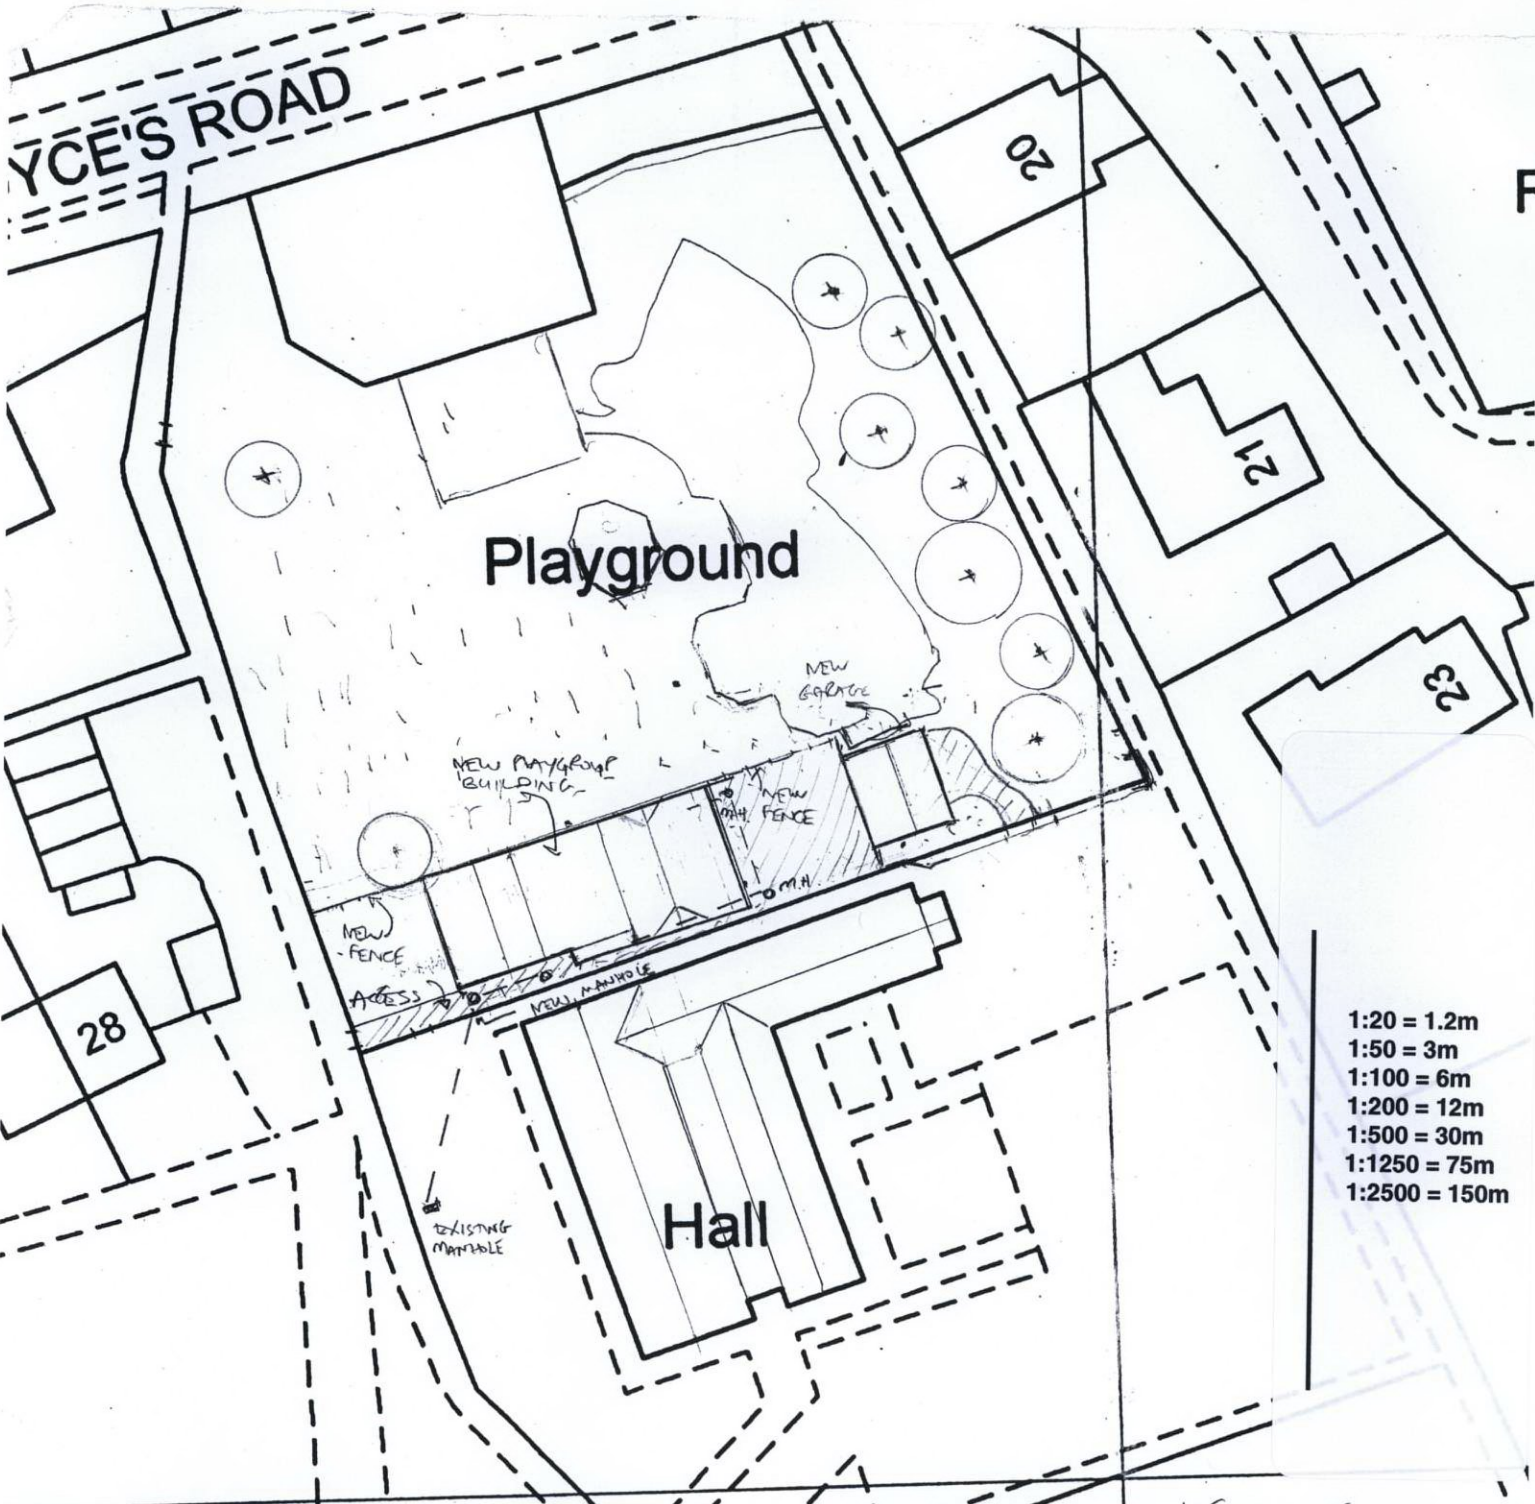 YCE'S ROAD
20
21
Playground
23
NEW
GARAGE
NEW PLAYGROUP
BUILDING
NEW
FENCE
M.H.
M.H.
NEW
FENCE
ACCESS
NEW MANHOLE
28
EXISTING
MANHOLE
Hall
1:20 = 1.2m
1:50 = 3m
1:100 = 6m
1:200 = 12m
1:500 = 30m
1:1250 = 75m
1:2500 = 150m